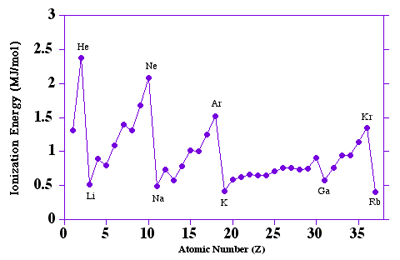 Ionization Energy (MJ/mol)
3
2.5
2
1.5
1
0.5
0
He
Ne
Ar
Kr
Li
Na
K
Ga
Rb
0 5 10 15 20 25 30 35
Atomic Number (Z)